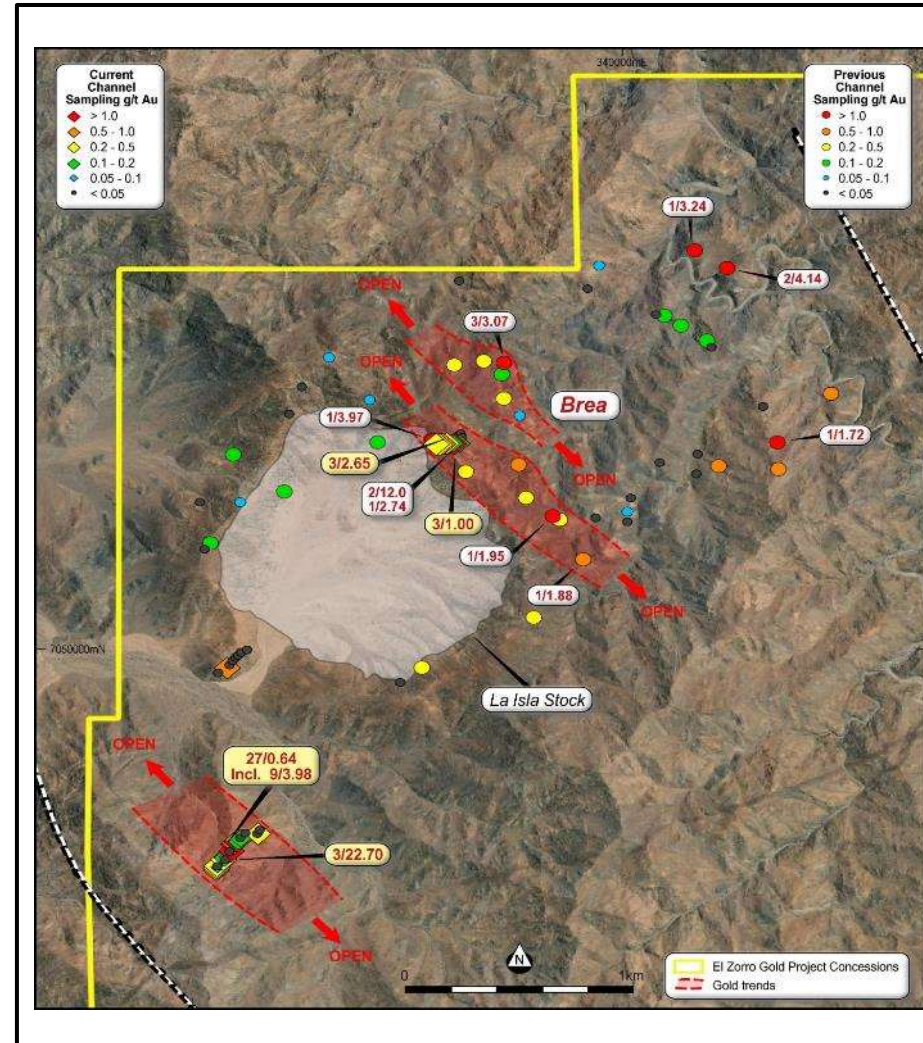 Current
Channel
Sampling g/t Au
> 1.0
0.5 - 1.0
0.2 - 0.5
0.1 - 0.2
0.05 - 0.1
< 0.05
340000mE
Previous
Channel
Sampling g/t Au
> 1.0
0.5 - 1.0
0.2 - 0.5
0.1 - 0.2
0.05 - 0.1
< 0.05
1/3.24
2/4.14
OPEN
3/3.07
OPEN
Brea
1/3.97
1/1.72
3/2.65
OPEN
2/12.0
1/2.74
3/1.00
1/1.95
1/1.88
OPEN
7050000mN
La Isla Stock
OPEN
27/0.64
Incl. 9/3.98
3/22.70
OPEN
N
0
1km
El Zorro Gold Project Concessions
Gold trends